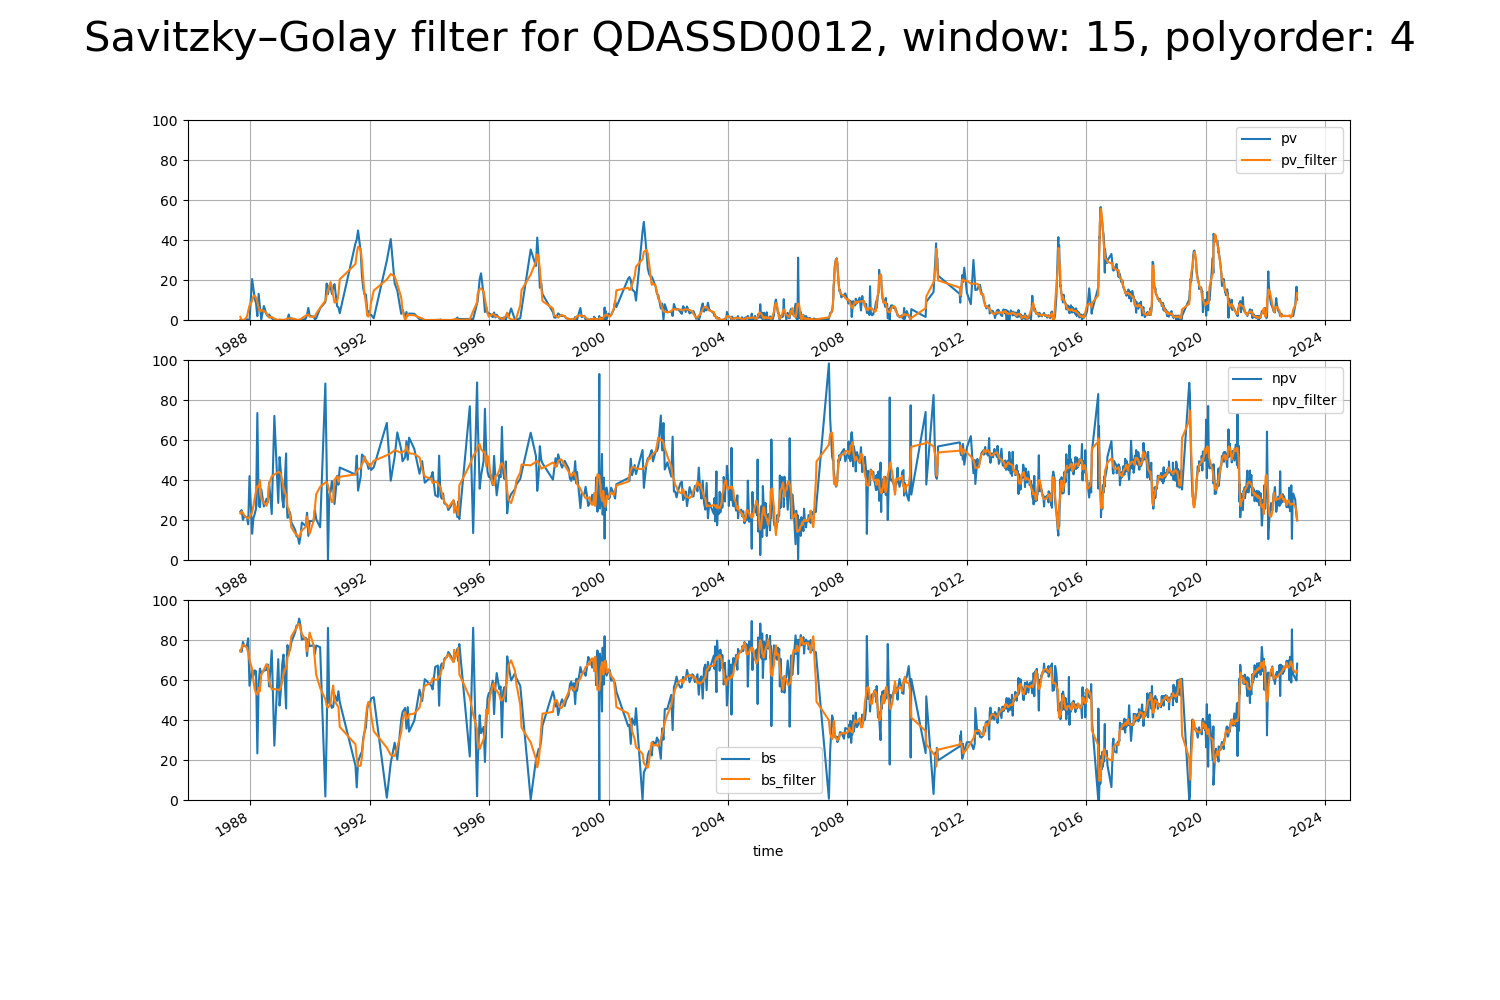 Savitzky–Golay filter for QDASSD0012, window: 15, polyorder: 4
100
80
60
40
20
0
pv
pv_filter
1988 1992 1996 2000 2004 2008 2012 2016 2020 2024
100
80
60
40
20
0
npv
npv_filter
1988 1992 1996 2000 2004 2008 2012 2016 2020 2024
100
80
60
40
20
0
bs
bs_filter
1988 1992 1996 2000 2004 2008 2012 2016 2020 2024
time